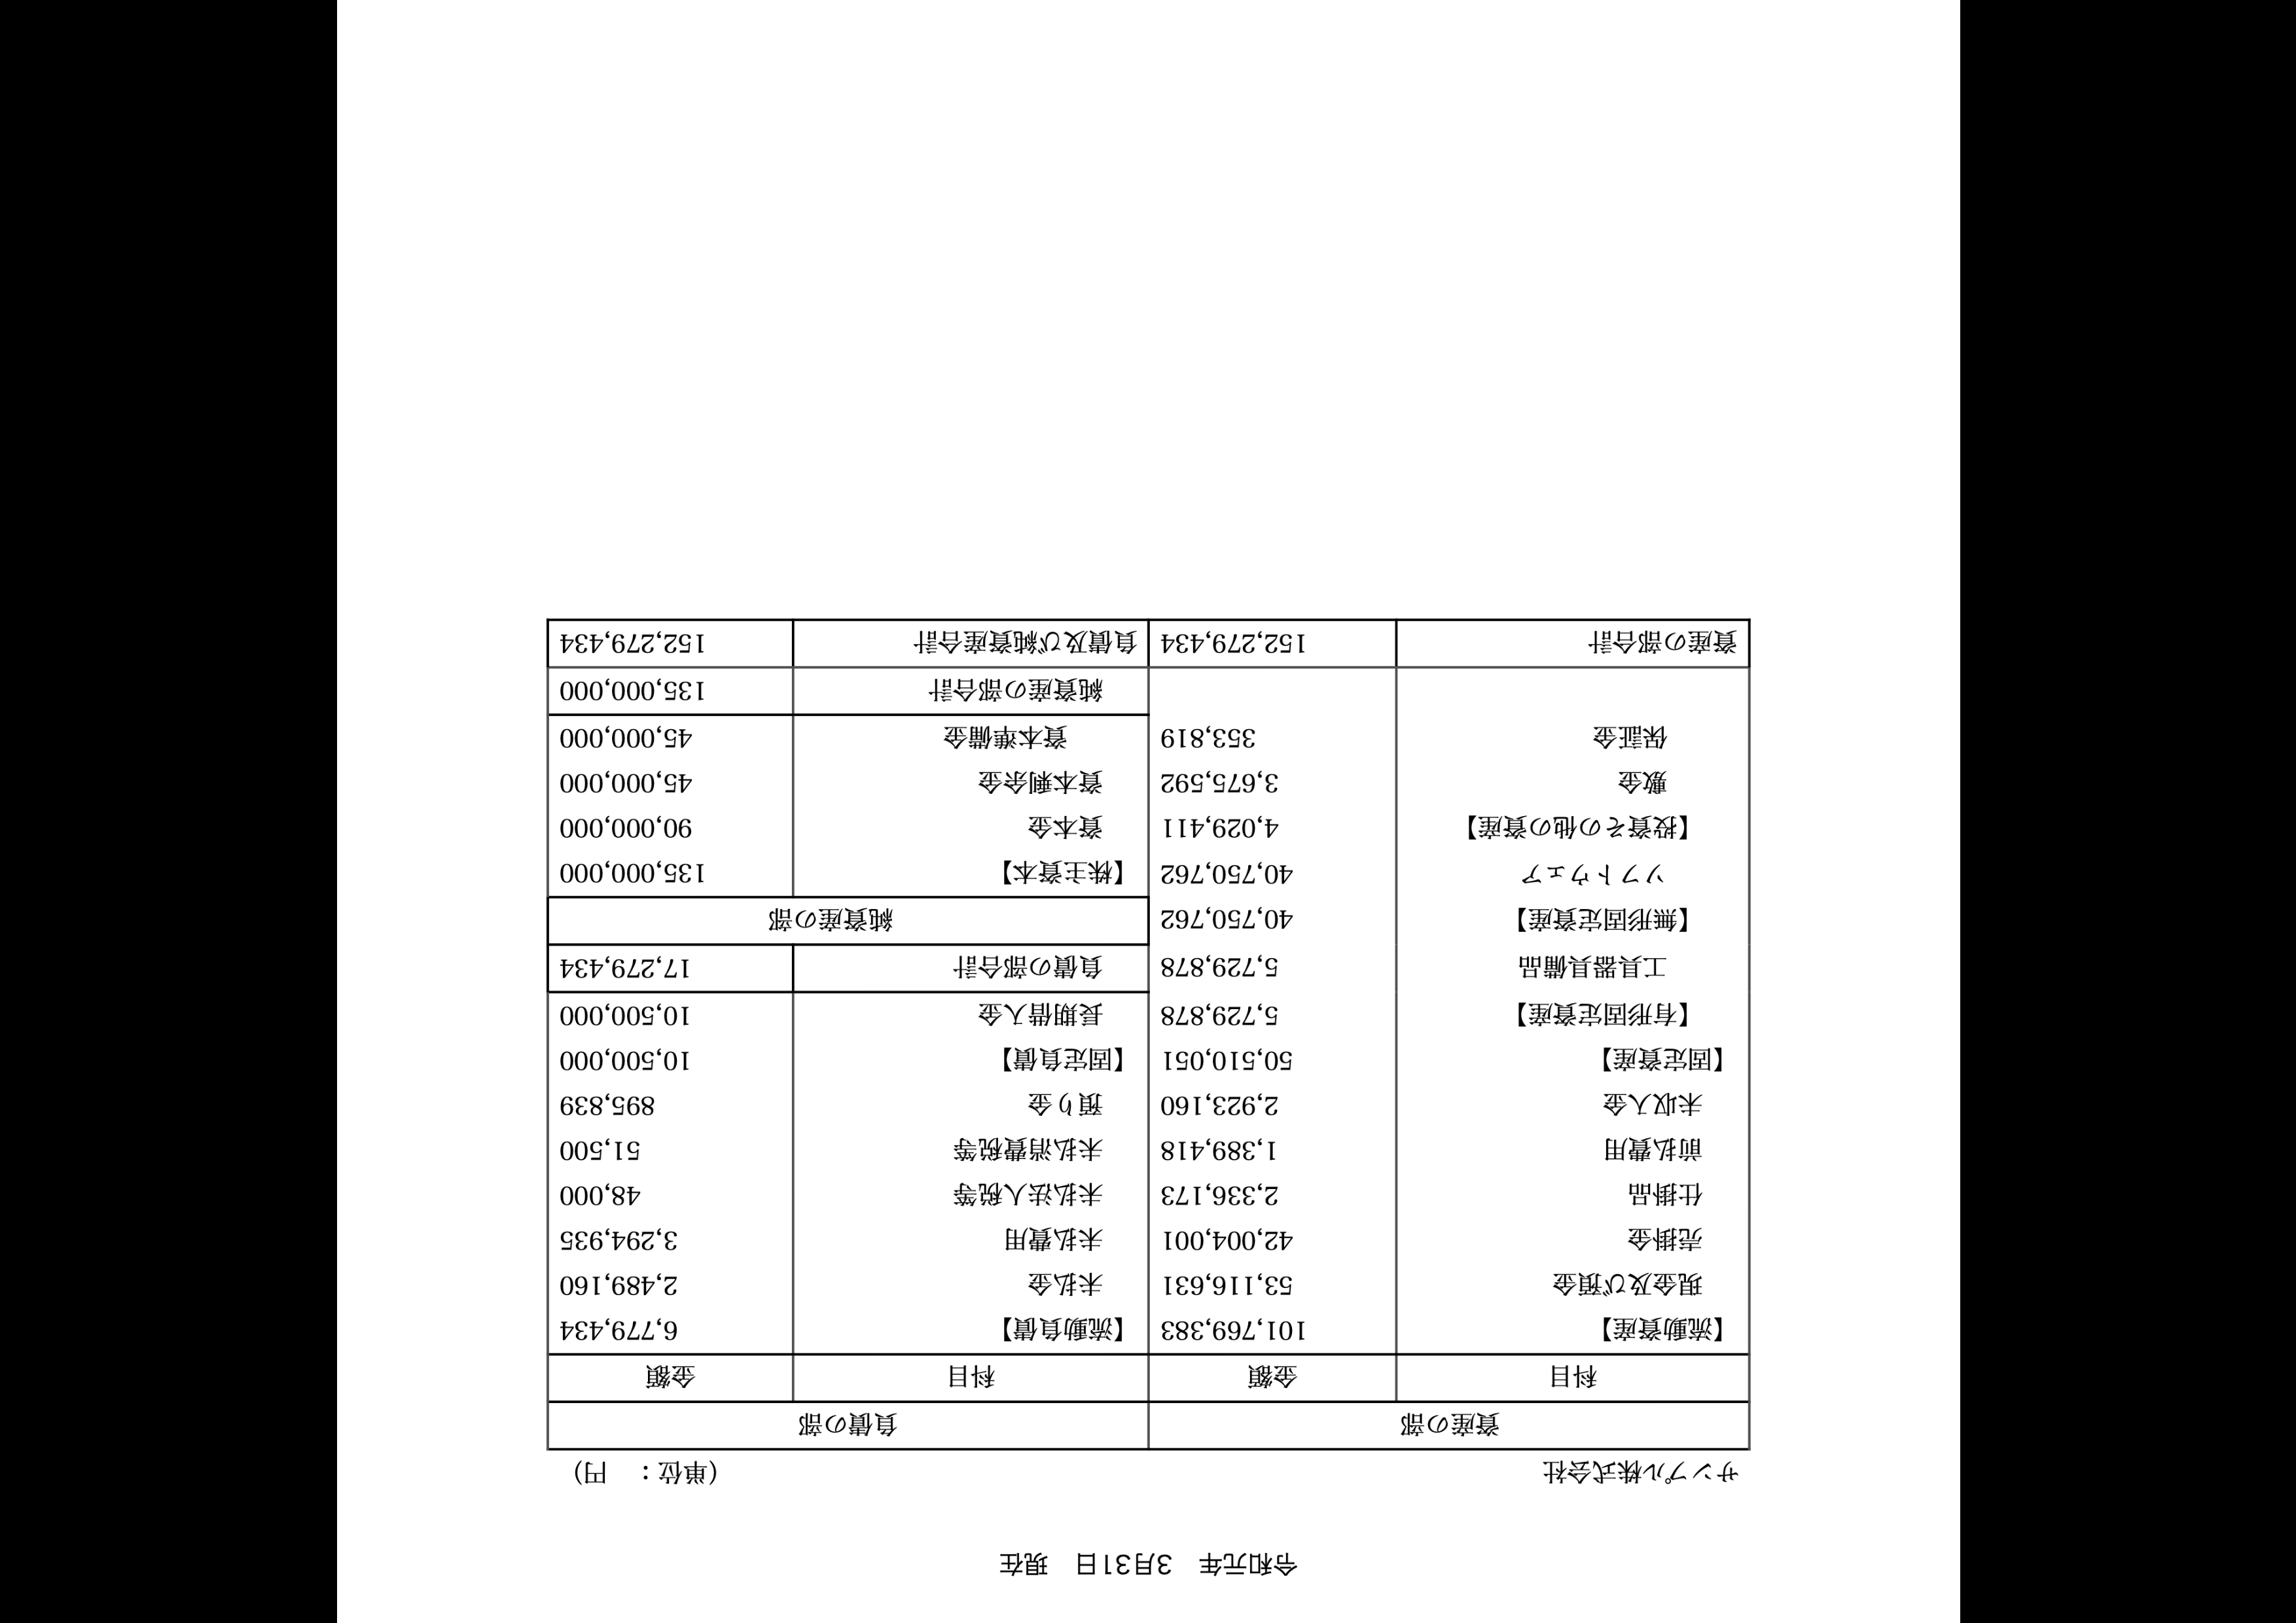 令和元年　3月31日　現在
サンプル株式会社　（単位：　円）
資産の部　負債の部
科目　金額　科目　金額
【流動資産】　101,769,383　【流動負債】　6,779,434
現金及び預金　53,116,631　未払金　2,489,160
売掛金　42,004,001　未払費用　3,294,935
仕掛品　2,336,173　未払法人税等　48,000
前払費用　1,389,418　未払消費税等　51,500
未収入金　2,923,160　預り金　895,839
【固定資産】　50,510,051　【固定負債】　10,500,000
【有形固定資産】　5,729,878　長期借入金　10,500,000
工具器具備品　5,729,878　負債の部合計　17,279,434
【無形固定資産】　40,750,762　純資産の部
ソフトウェア　40,750,762　【株主資本】　135,000,000
【投資その他の資産】　4,029,411　資本金　90,000,000
敷金　3,675,592　資本剰余金　45,000,000
保証金　353,819　資本準備金　45,000,000
純資産の部合計　135,000,000
資産の部合計　152,279,434　負債及び純資産合計　152,279,434